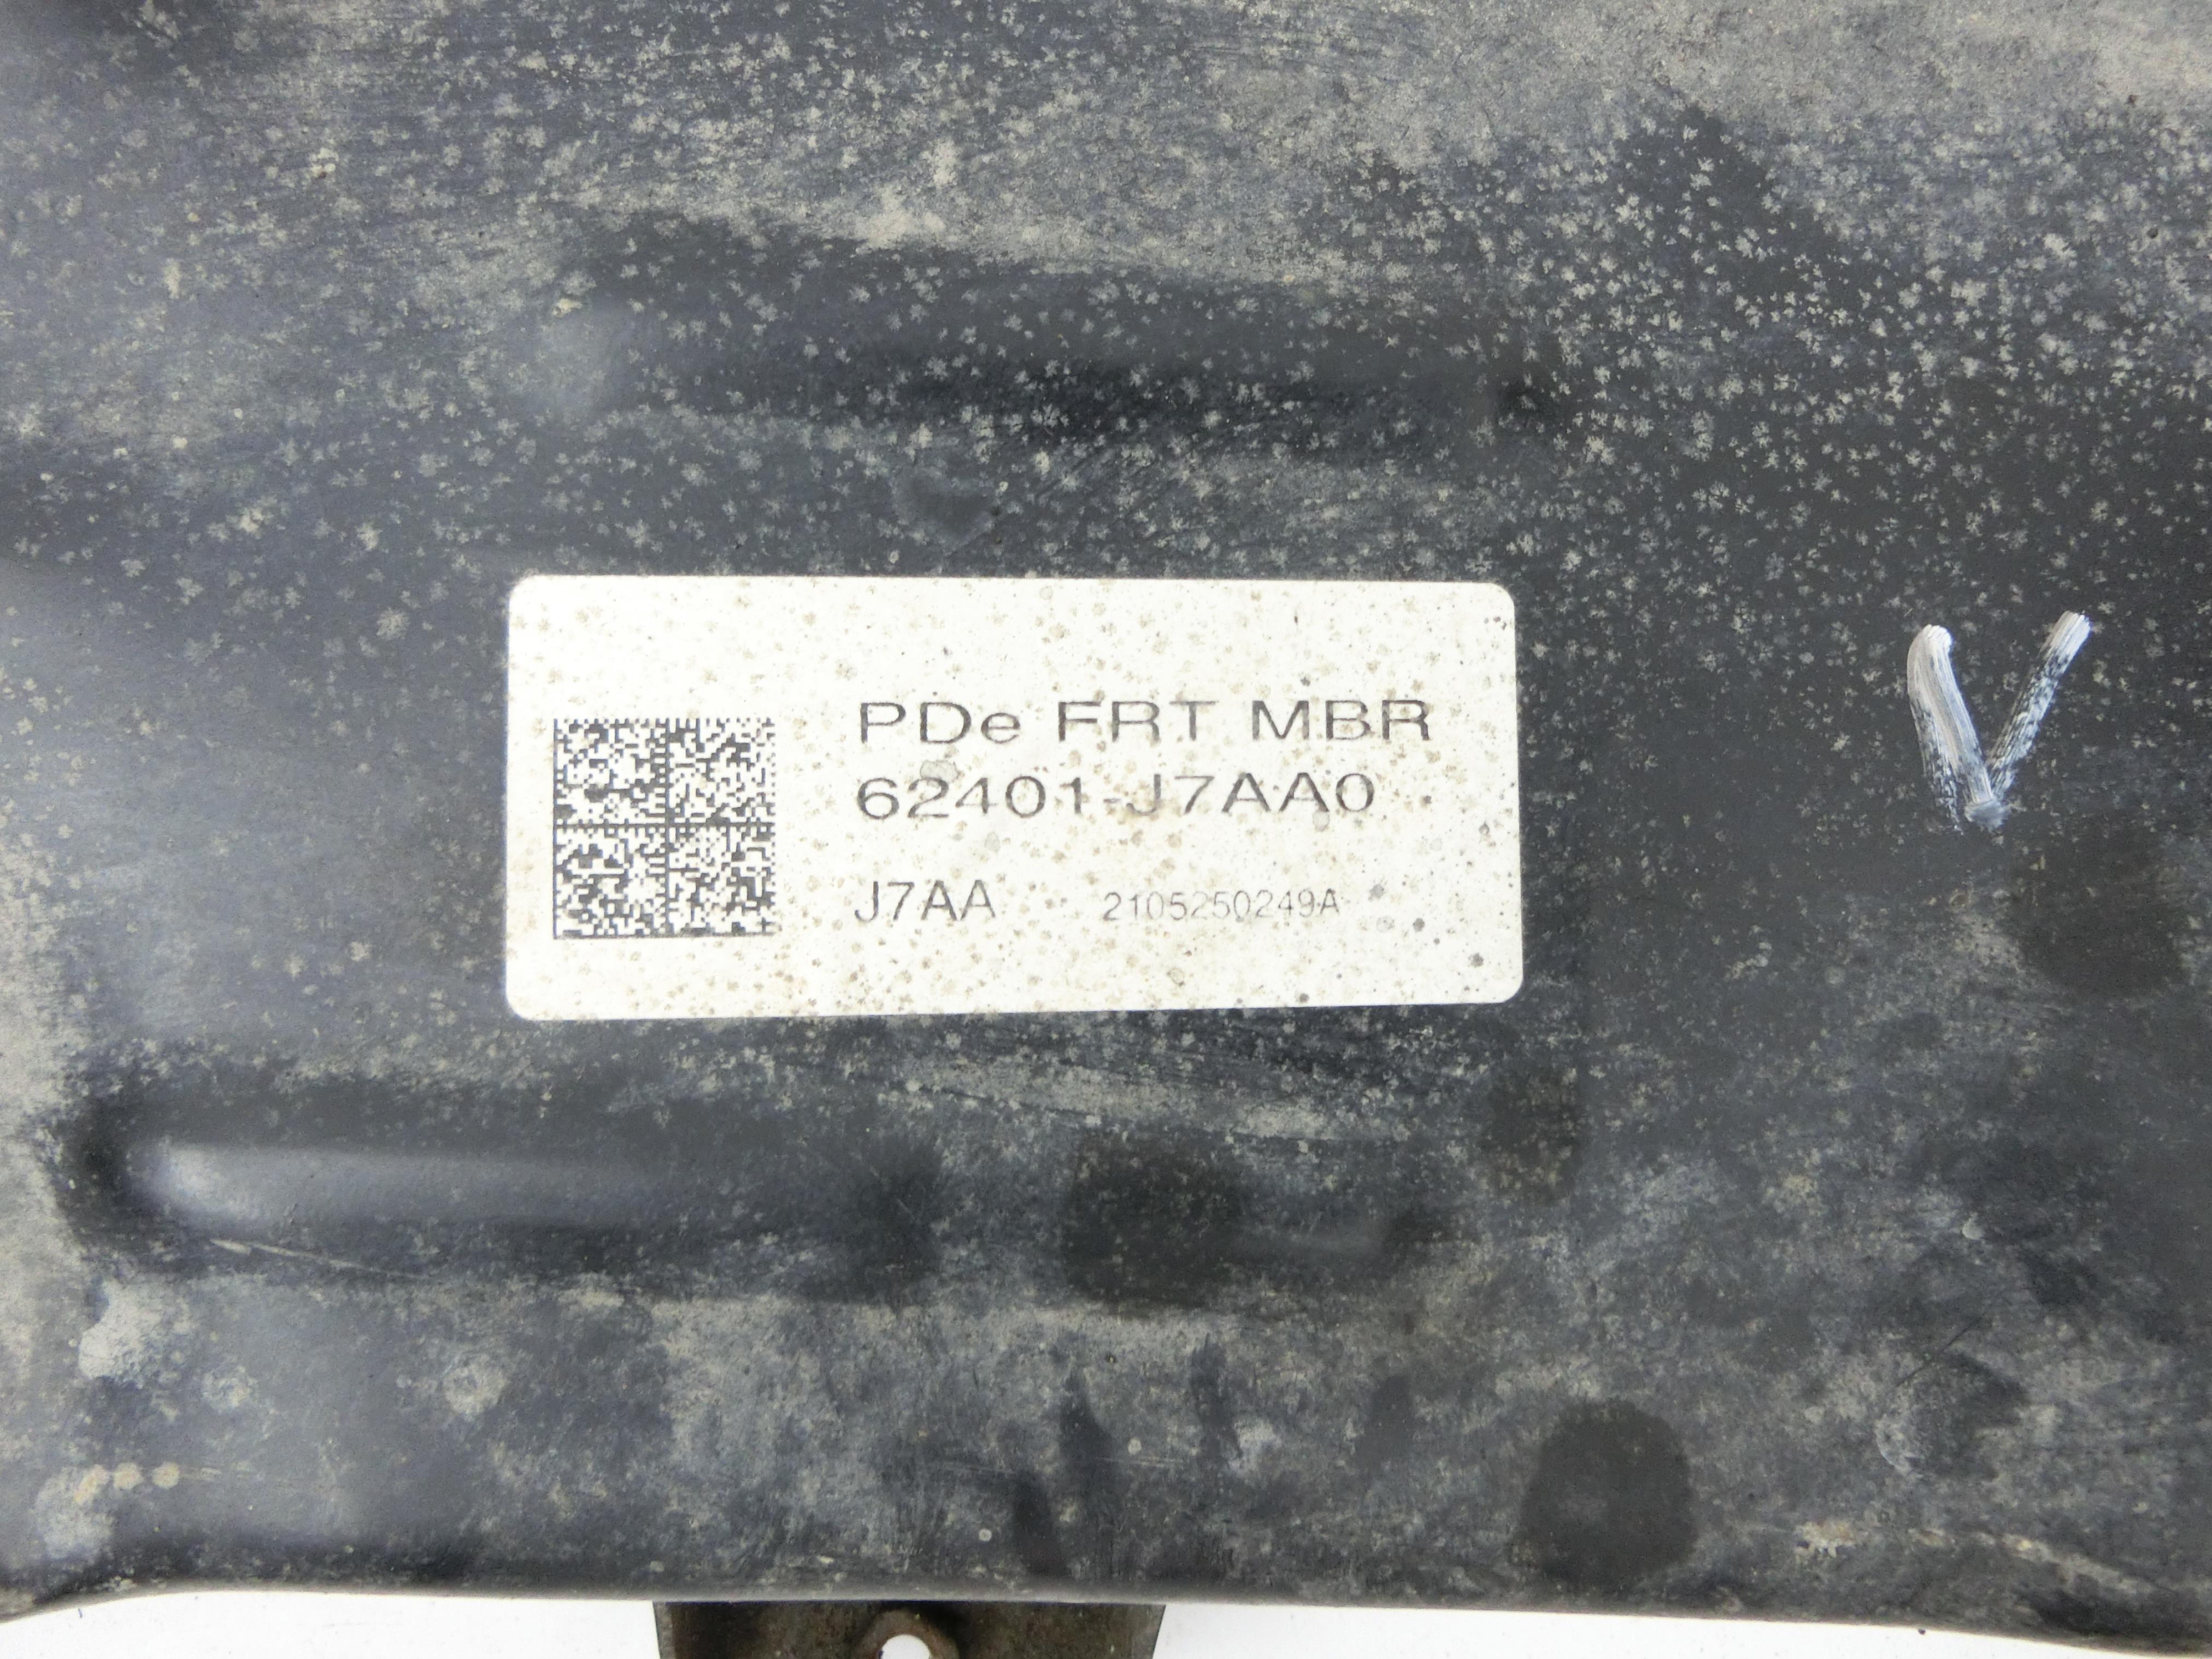 PDe FRT MBR
62401-J7AA0
J7AA 2105250249A
V